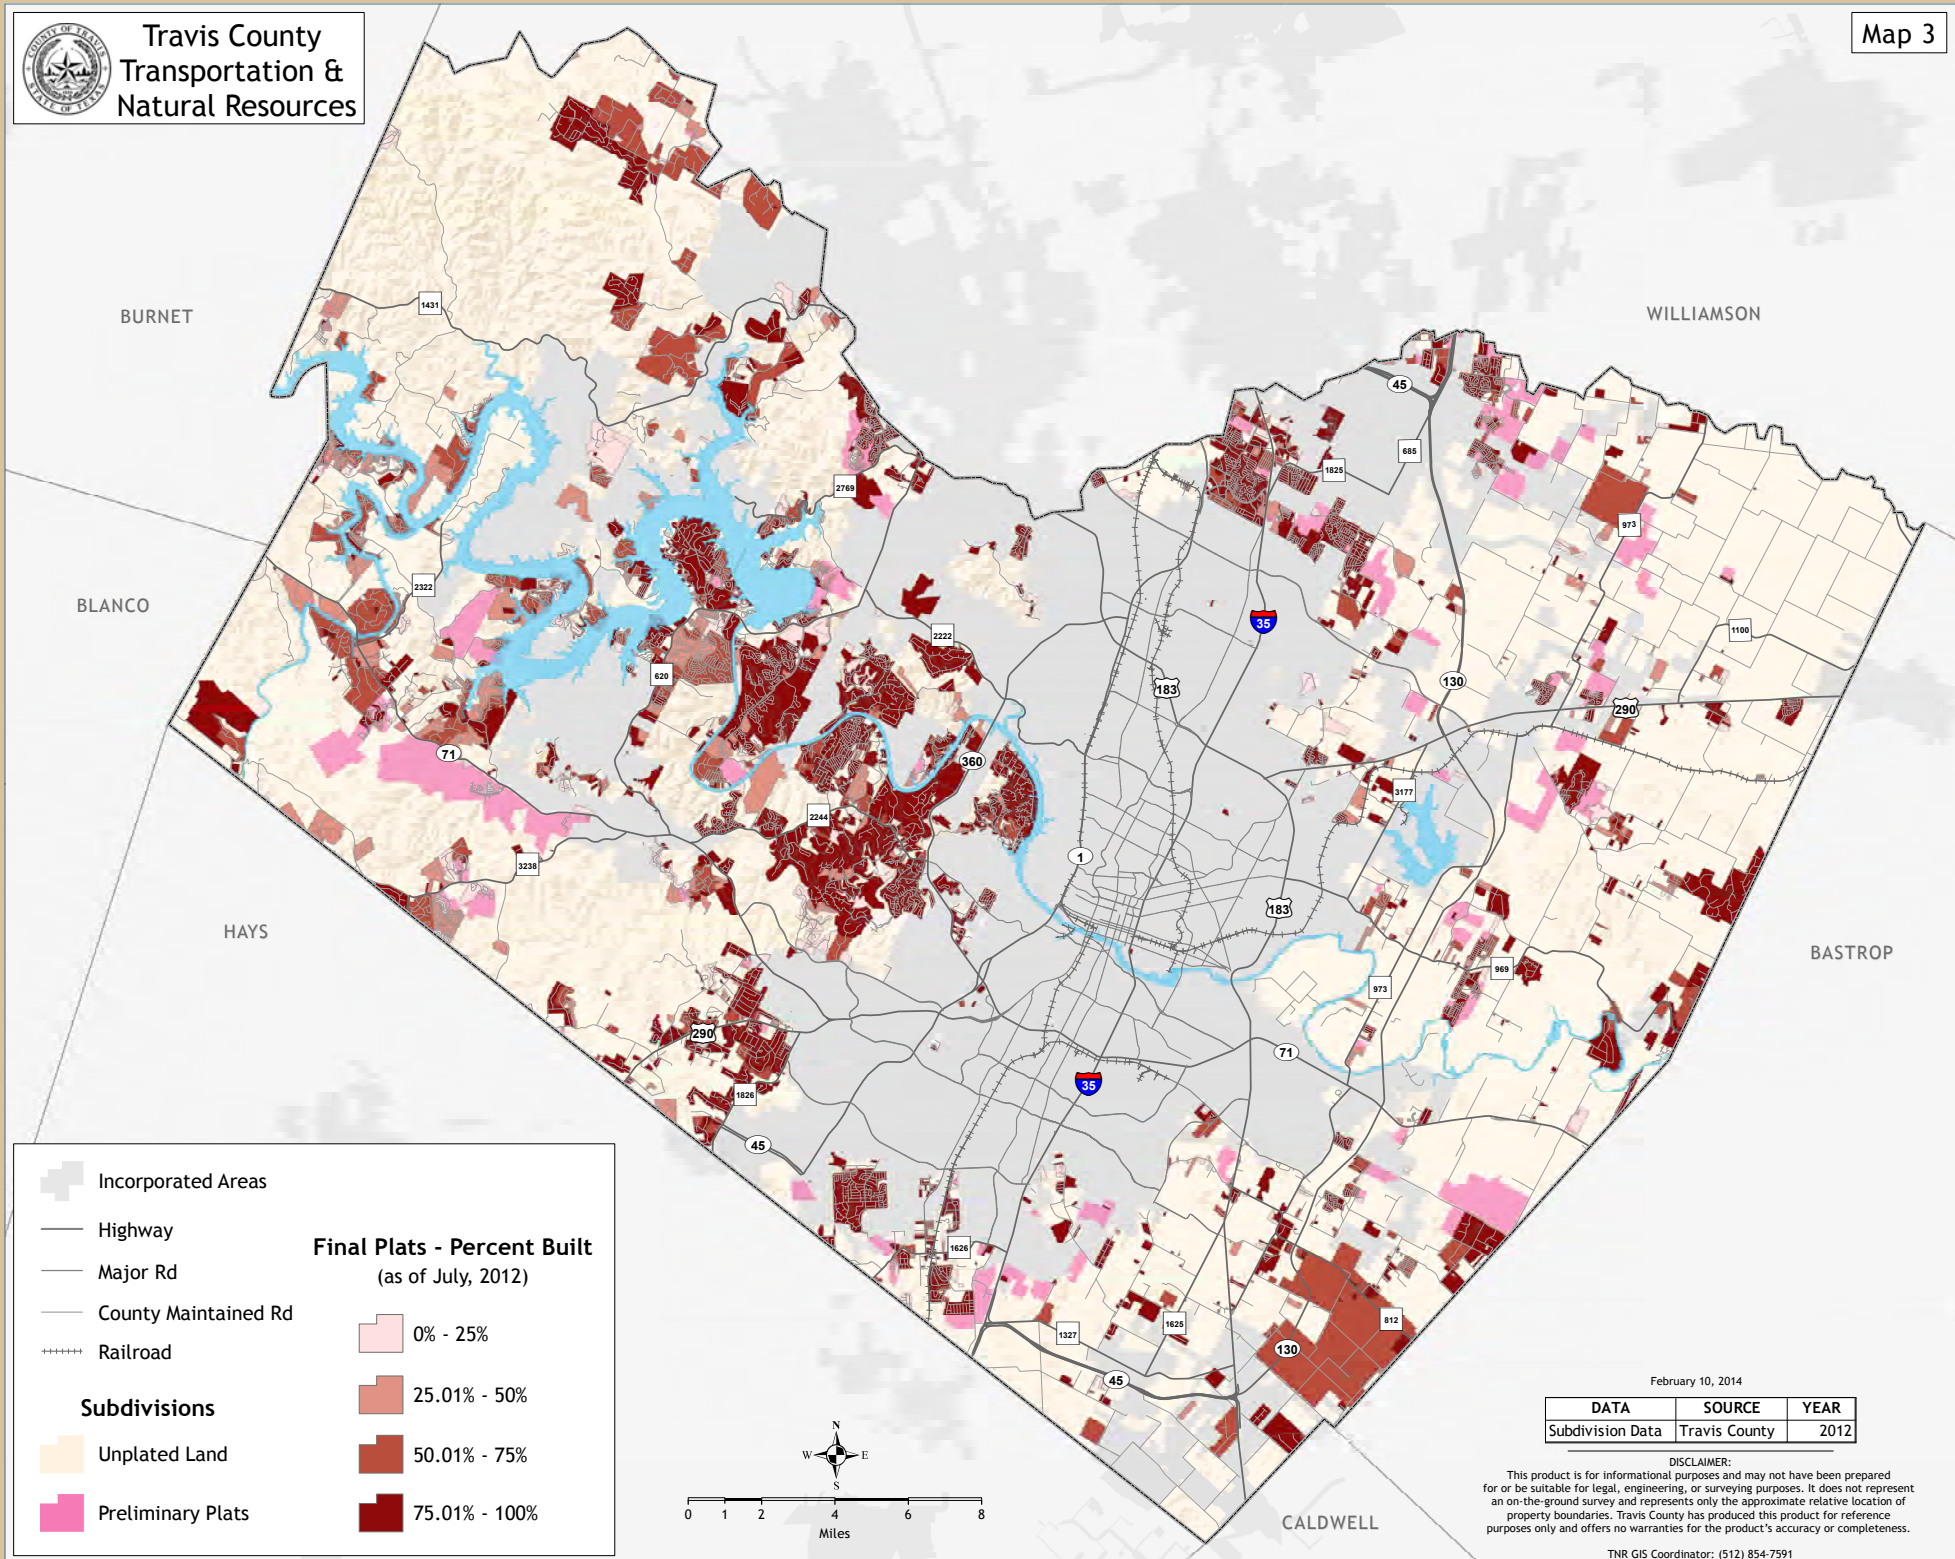 Travis County
Transportation &
Natural Resources
COUNTY OF TRAVIS
STATE OF TEXAS
Map 3
BURNET
WILLIAMSON
BLANCO
HAYS
BASTROP
CALDWELL
1431
45
685
1825
2769
973
2322
35
2222
1100
620
183
130
290
71
360
3177
2244
1
3238
183
969
973
290
71
35
1826
45
1626
812
1327
1625
130
45
Incorporated Areas
Highway
Major Rd
County Maintained Rd
Railroad
Subdivisions
Unplated Land
Preliminary Plats
Final Plats - Percent Built
(as of July, 2012)
0% - 25%
25.01% - 50%
50.01% - 75%
75.01% - 100%
N
W E
S
0 1 2 4 6 8
Miles
February 10, 2014
DATA SOURCE YEAR
Subdivision Data Travis County 2012
DISCLAIMER:
This product is for informational purposes and may not have been prepared
for or be suitable for legal, engineering, or surveying purposes. It does not represent
an on-the-ground survey and represents only the approximate relative location of
property boundaries. Travis County has produced this product for reference
purposes only and offers no warranties for the product's accuracy or completeness.
TNR GIS Coordinator: (512) 854-7591